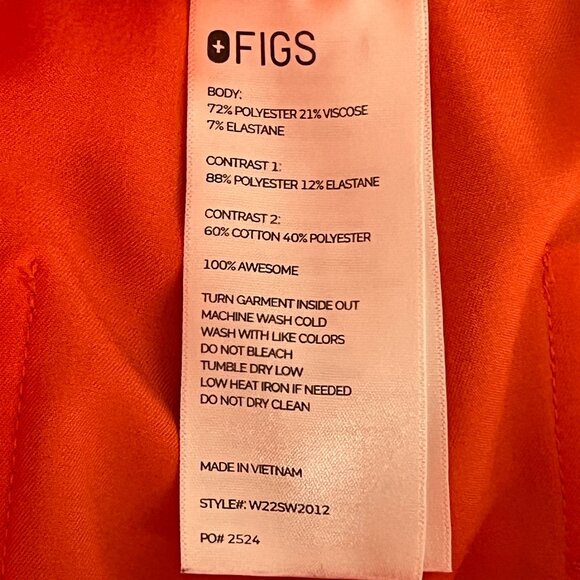 FIGS
BODY:
72% POLYESTER 21% VISCOSE
7% ELASTANE
CONTRAST 1:
88% POLYESTER 12% ELASTANE
CONTRAST 2:
60% COTTON 40% POLYESTER
100% AWESOME
TURN GARMENT INSIDE OUT
MACHINE WASH COLD
WASH WITH LIKE COLORS
DO NOT BLEACH
TUMBLE DRY LOW
LOW HEAT IRON IF NEEDED
DO NOT DRY CLEAN
MADE IN VIETNAM
STYLE#: W22SW2012
PO# 2524